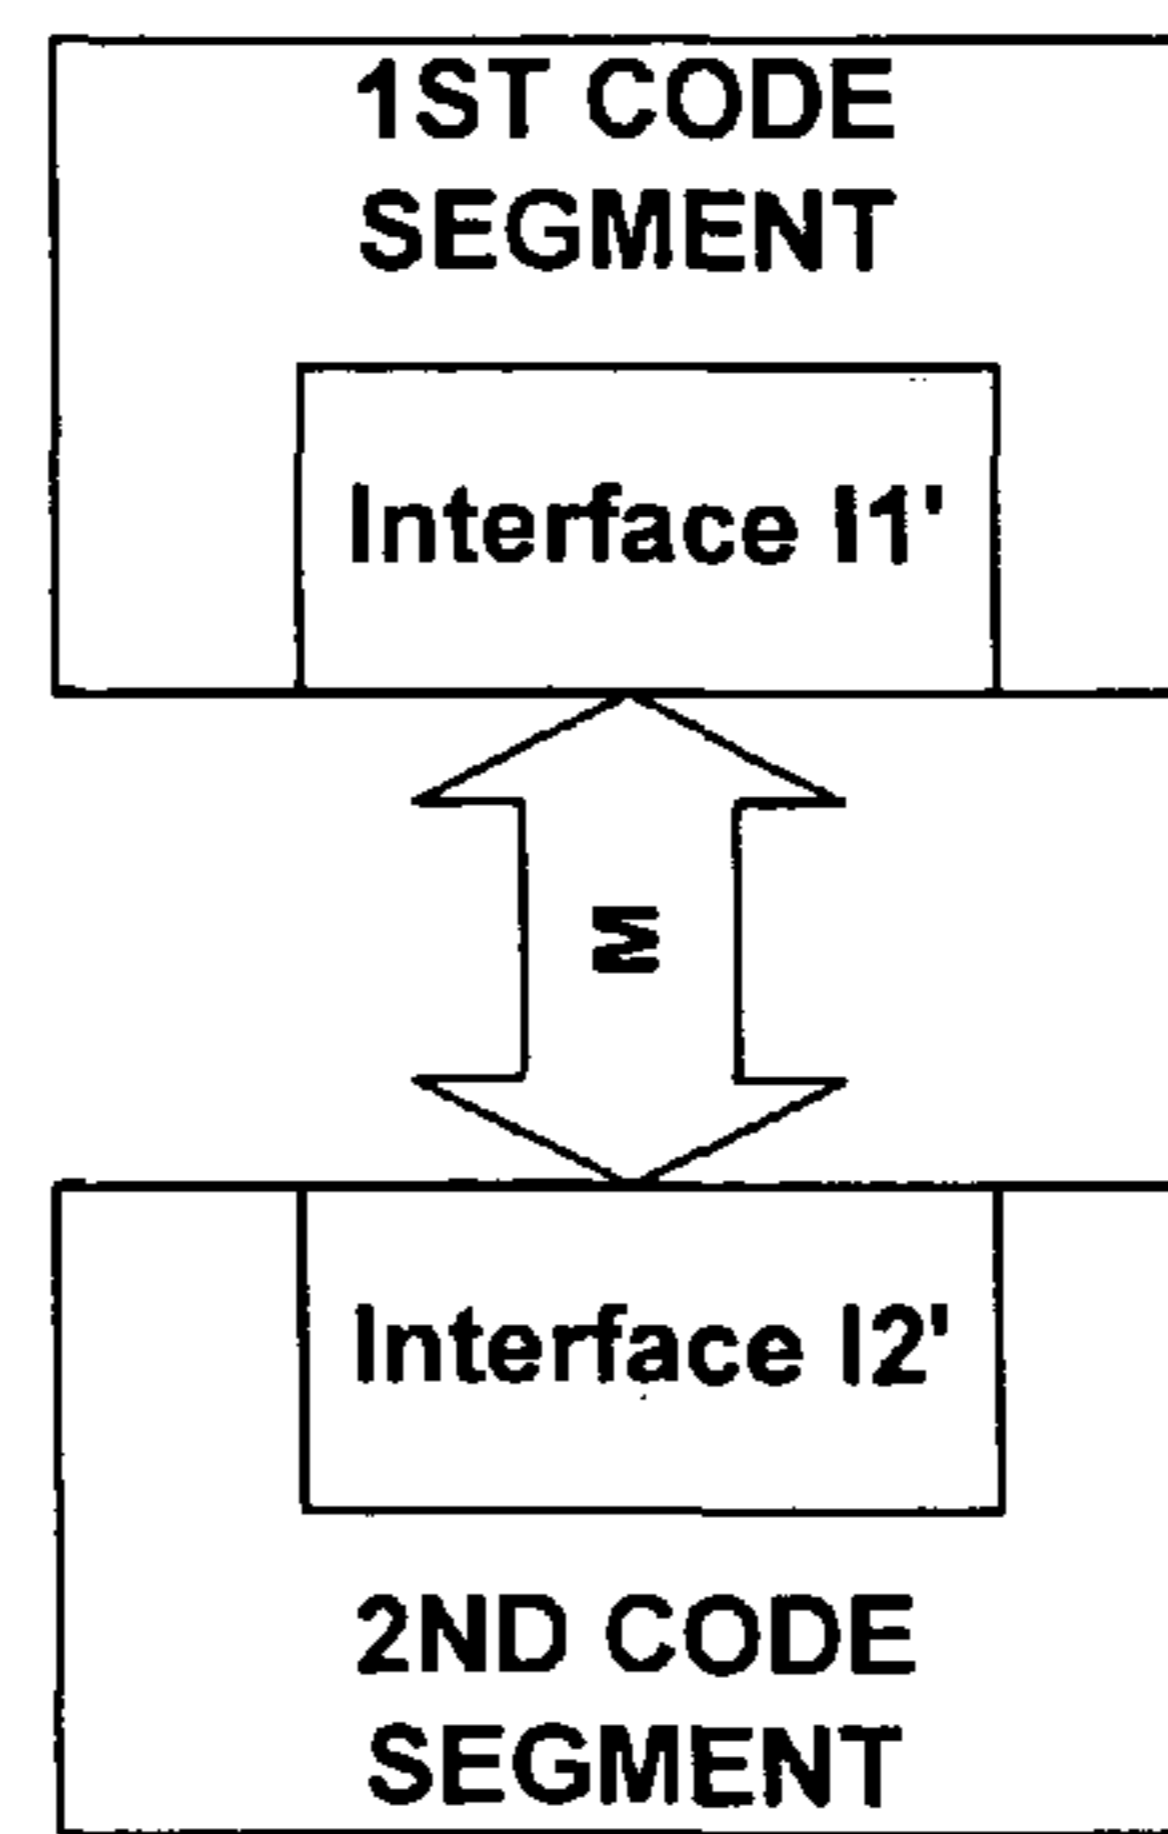 1ST CODE
SEGMENT
Interface I1'
M
Interface I2'
2ND CODE
SEGMENT